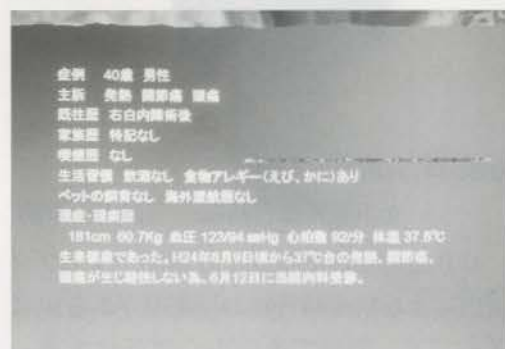 症例 40歳 男性
主訴 発熱 関節痛 頭痛
既往歴 右白内障術後
家族歴 特記なし
喫煙歴 なし
生活習慣 飲酒なし 食物アレギー(えび、かに)あり
ペットの飼育なし 海外渡航歴なし
現症・現病歴
181cm 60.7Kg 血圧 123/94 mmHg 心拍数 92/分 体温 37.5℃
生来健康であった。H24年6月9日頃から37℃台の発熱、関節痛、
頭痛が生じ軽快しない為、6月12日に当院内科受診。